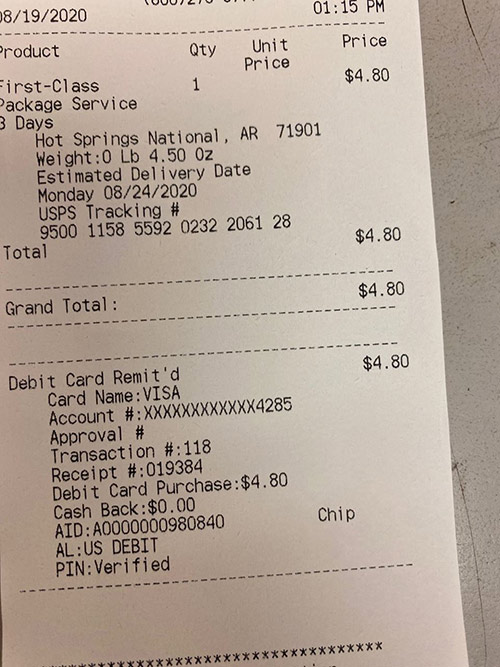 08/19/2020 01:15 PM
Product Qty Unit Price Price
First-Class 1 $4.80
Package Service
3 Days
Hot Springs National, AR 71901
Weight:0 Lb 4.50 Oz
Estimated Delivery Date
Monday 08/24/2020
USPS Tracking #
9500 1158 5592 0232 2061 28
Total $4.80
Grand Total: $4.80
Debit Card Remit'd $4.80
Card Name:VISA
Account #:XXXXXXXXXXXX4285
Approval #
Transaction #:118
Receipt #:019384
Debit Card Purchase:$4.80
Cash Back:$0.00
AID:A0000000980840 Chip
AL:US DEBIT
PIN:Verified